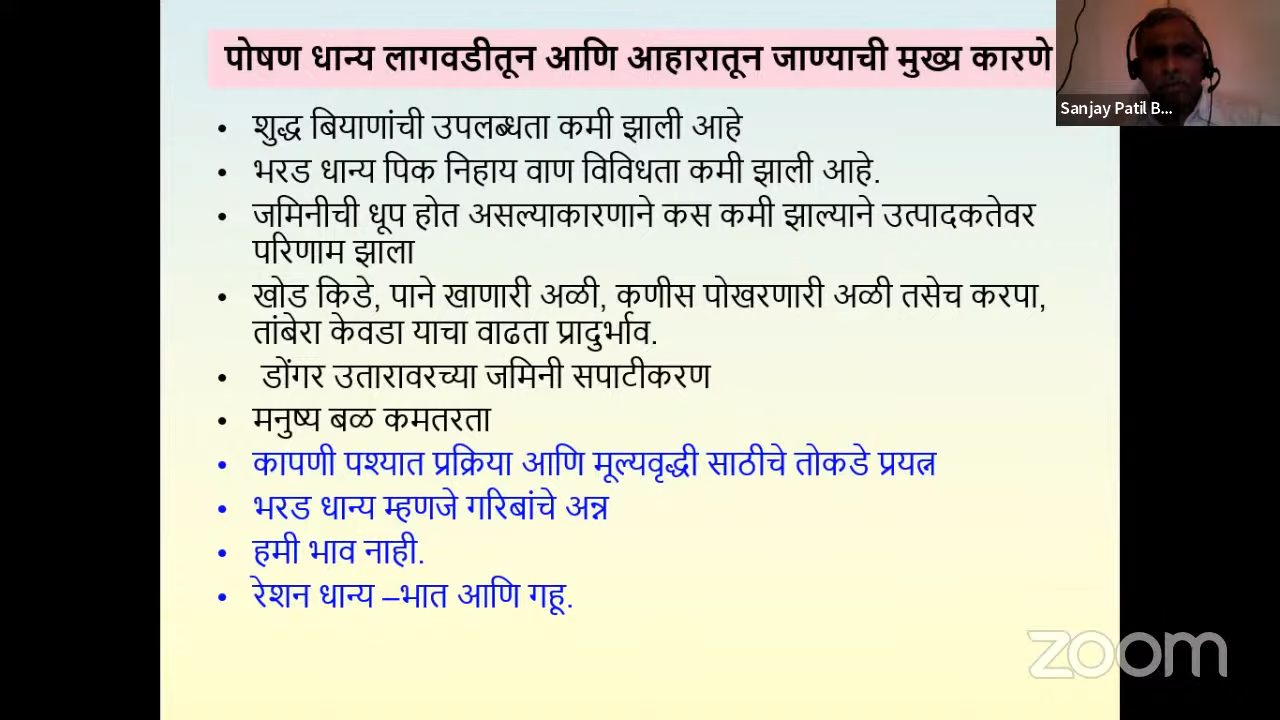 पोषण धान्य लागवडीतून आणि आहारातून जाण्याची मुख्य कारणे
Sanjay Patil B...
• शुद्ध बियाणांची उपलब्धता कमी झाली आहे
• भरड धान्य पिक निहाय वाण विविधता कमी झाली आहे.
• जमिनीची धूप होत असल्याकारणाने कस कमी झाल्याने उत्पादकतेवर
परिणाम झाला
• खोड किडे, पाने खाणारी अळी, कणीस पोखरणारी अळी तसेच करपा,
तांबेरा केवडा याचा वाढता प्रादुर्भाव.
• डोंगर उतारावरच्या जमिनी सपाटीकरण
• मनुष्य बळ कमतरता
• कापणी पश्यात प्रक्रिया आणि मूल्यवृद्धी साठीचे तोकडे प्रयत्न
• भरड धान्य म्हणजे गरिबांचे अन्न
• हमी भाव नाही.
• रेशन धान्य –भात आणि गहू.
zoom